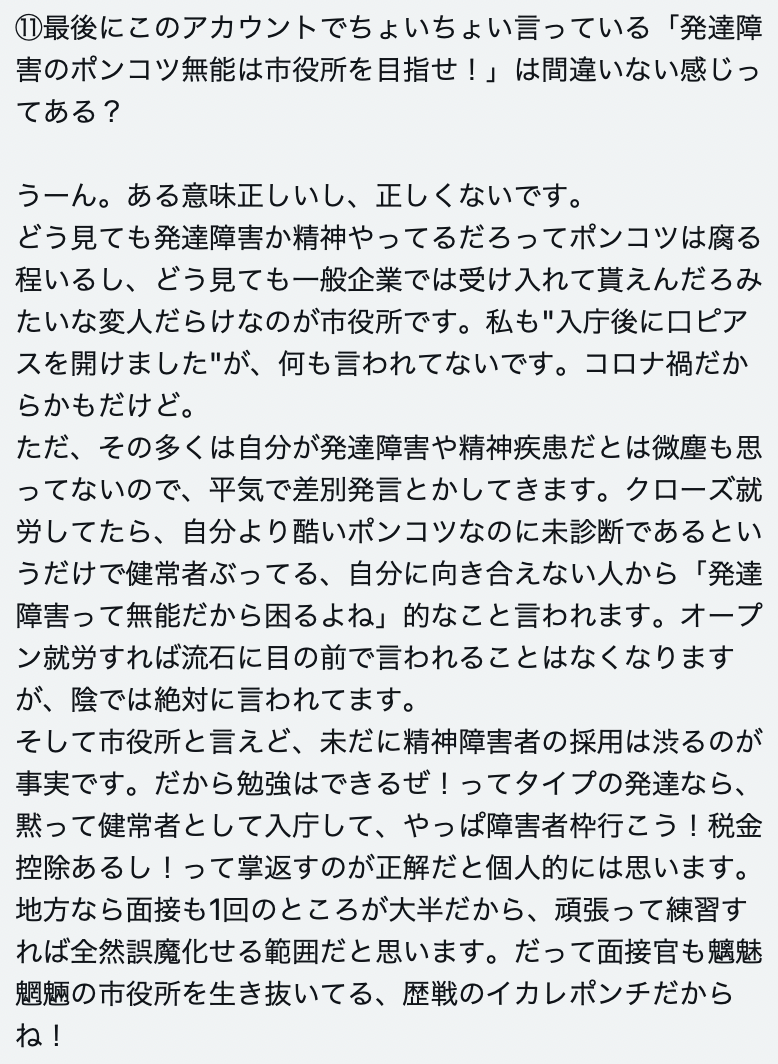 ⑪最後にこのアカウントでちょいちょい言っている「発達障
害のポンコツ無能は市役所を目指せ！」は間違いない感じっ
てある？
うーん。ある意味正しいし、正しくないです。
どう見ても発達障害か精神やってるだろってポンコツは腐る
程いるし、どう見ても一般企業では受け入れて貰えんだろみ
たいな変人だらけなのが市役所です。私も"入庁後に口ピア
スを開けました"が、何も言われてないです。コロナ禍だか
らかもだけど。
ただ、その多くは自分が発達障害や精神疾患だとは微塵も思
ってないので、平気で差別発言とかしてきます。クローズ就
労してたら、自分より酷いポンコツなのに未診断であるとい
うだけで健常者ぶってる、自分に向き合えない人から「発達
障害って無能だから困るよね」的なこと言われます。オープ
ン就労すれば流石に目の前で言われることはなくなります
が、陰では絶対に言われてます。
そして市役所と言えど、未だに精神障害者の採用は渋るのが
事実です。だから勉強はできるぜ！ってタイプの発達なら、
黙って健常者として入庁して、やっぱ障害者枠行こう！税金
控除あるし！って掌返すのが正解だと個人的には思います。
地方なら面接も1回のところが大半だから、頑張って練習す
れば全然誤魔化せる範囲だと思います。だって面接官も魑魅
魍魎の市役所を生き抜いてる、歴戦のイカレポンチだから
ね！